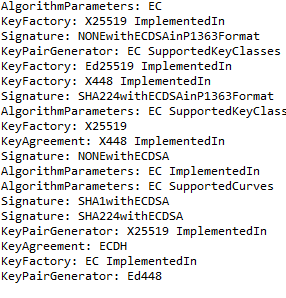 AlgorithmParameters: EC
KeyFactory: X25519 ImplementedIn
Signature: NONEwithECDSAinP1363Format
KeyPairGenerator: EC SupportedKeyClasses
KeyFactory: Ed25519 ImplementedIn
KeyFactory: X448 ImplementedIn
Signature: SHA224withECDSAinP1363Format
AlgorithmParameters: EC SupportedKeyClass
KeyFactory: X25519
KeyAgreement: X448 ImplementedIn
Signature: NONEwithECDSA
AlgorithmParameters: EC ImplementedIn
AlgorithmParameters: EC SupportedCurves
Signature: SHA1withECDSA
Signature: SHA224withECDSA
KeyPairGenerator: X25519 ImplementedIn
KeyAgreement: ECDH
KeyFactory: EC ImplementedIn
KeyPairGenerator: Ed448